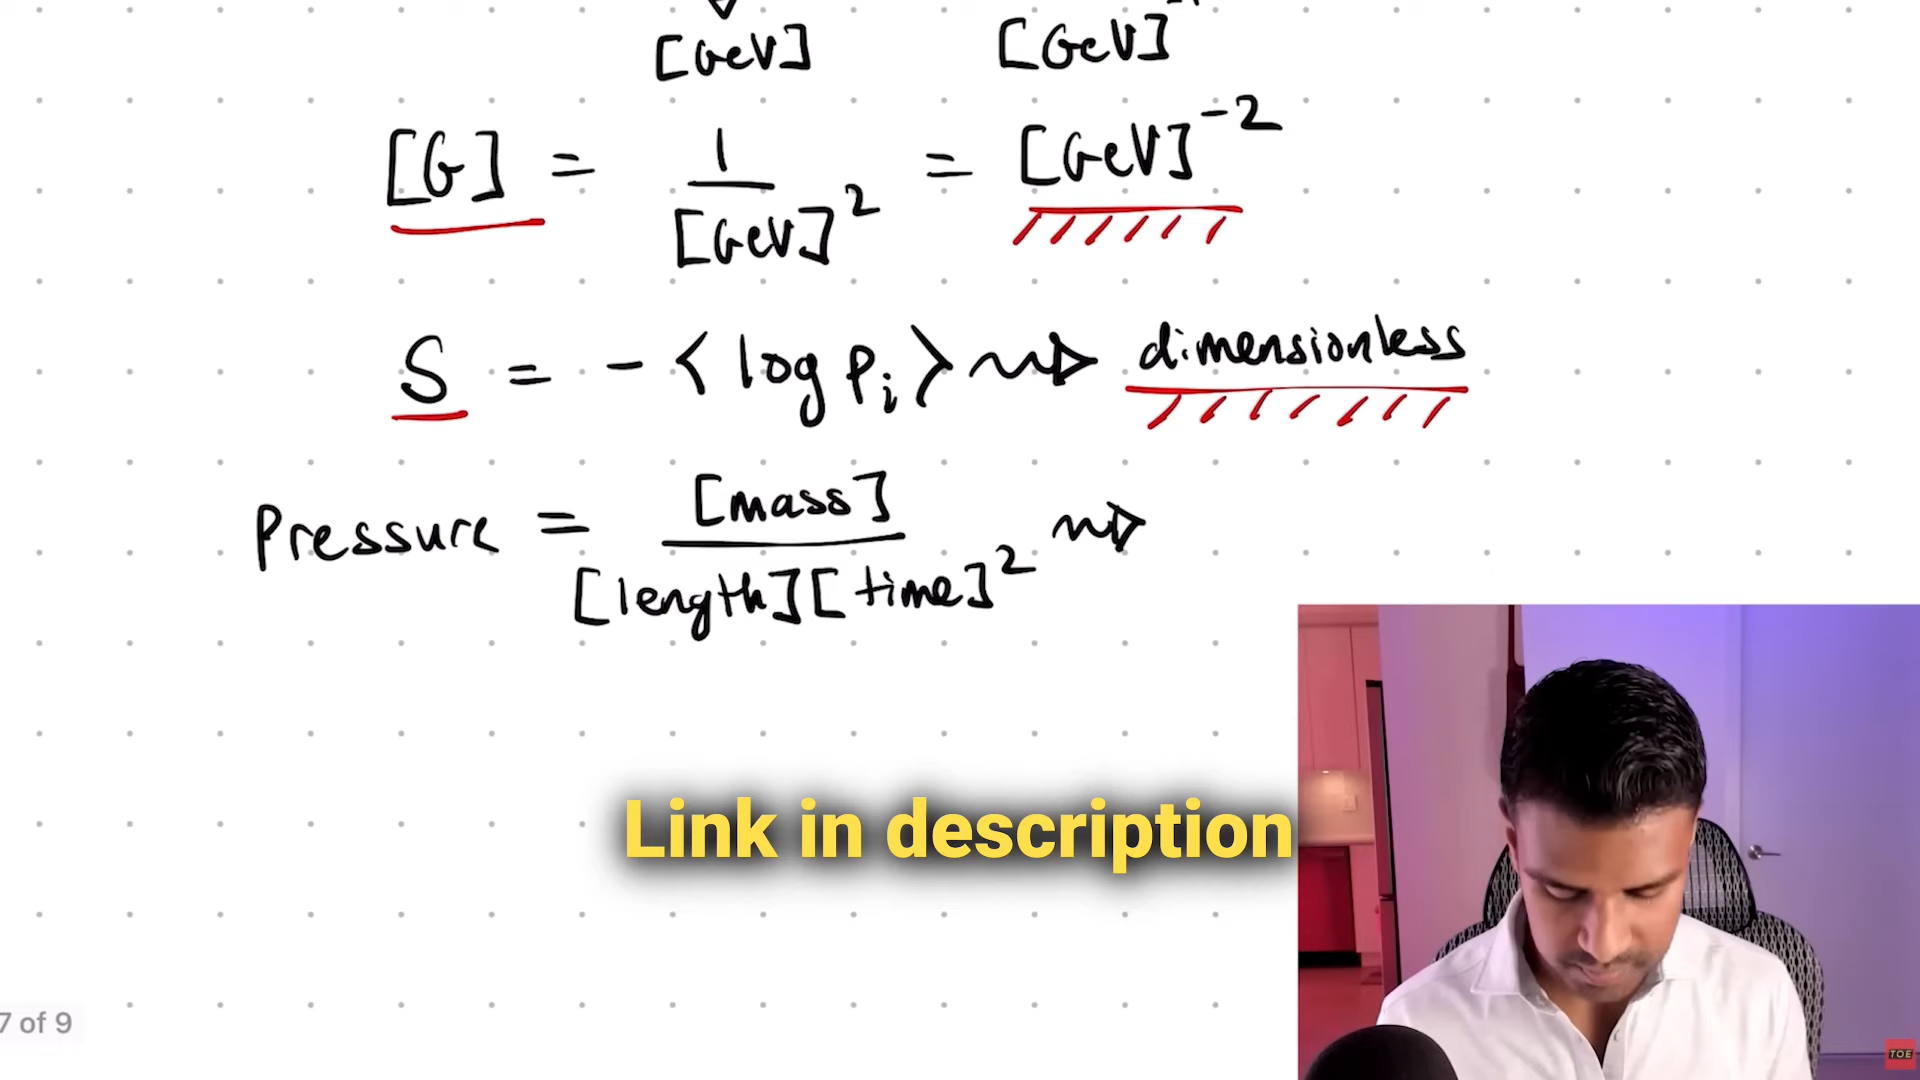 [GeV] [GeV]
[G] = 1/[GeV]² = [GeV]⁻²
S = - < log pᵢ > ⇝ dimensionless
Pressure = [mass]/[length][time]² ⇝
Link in description
7 of 9
TOE